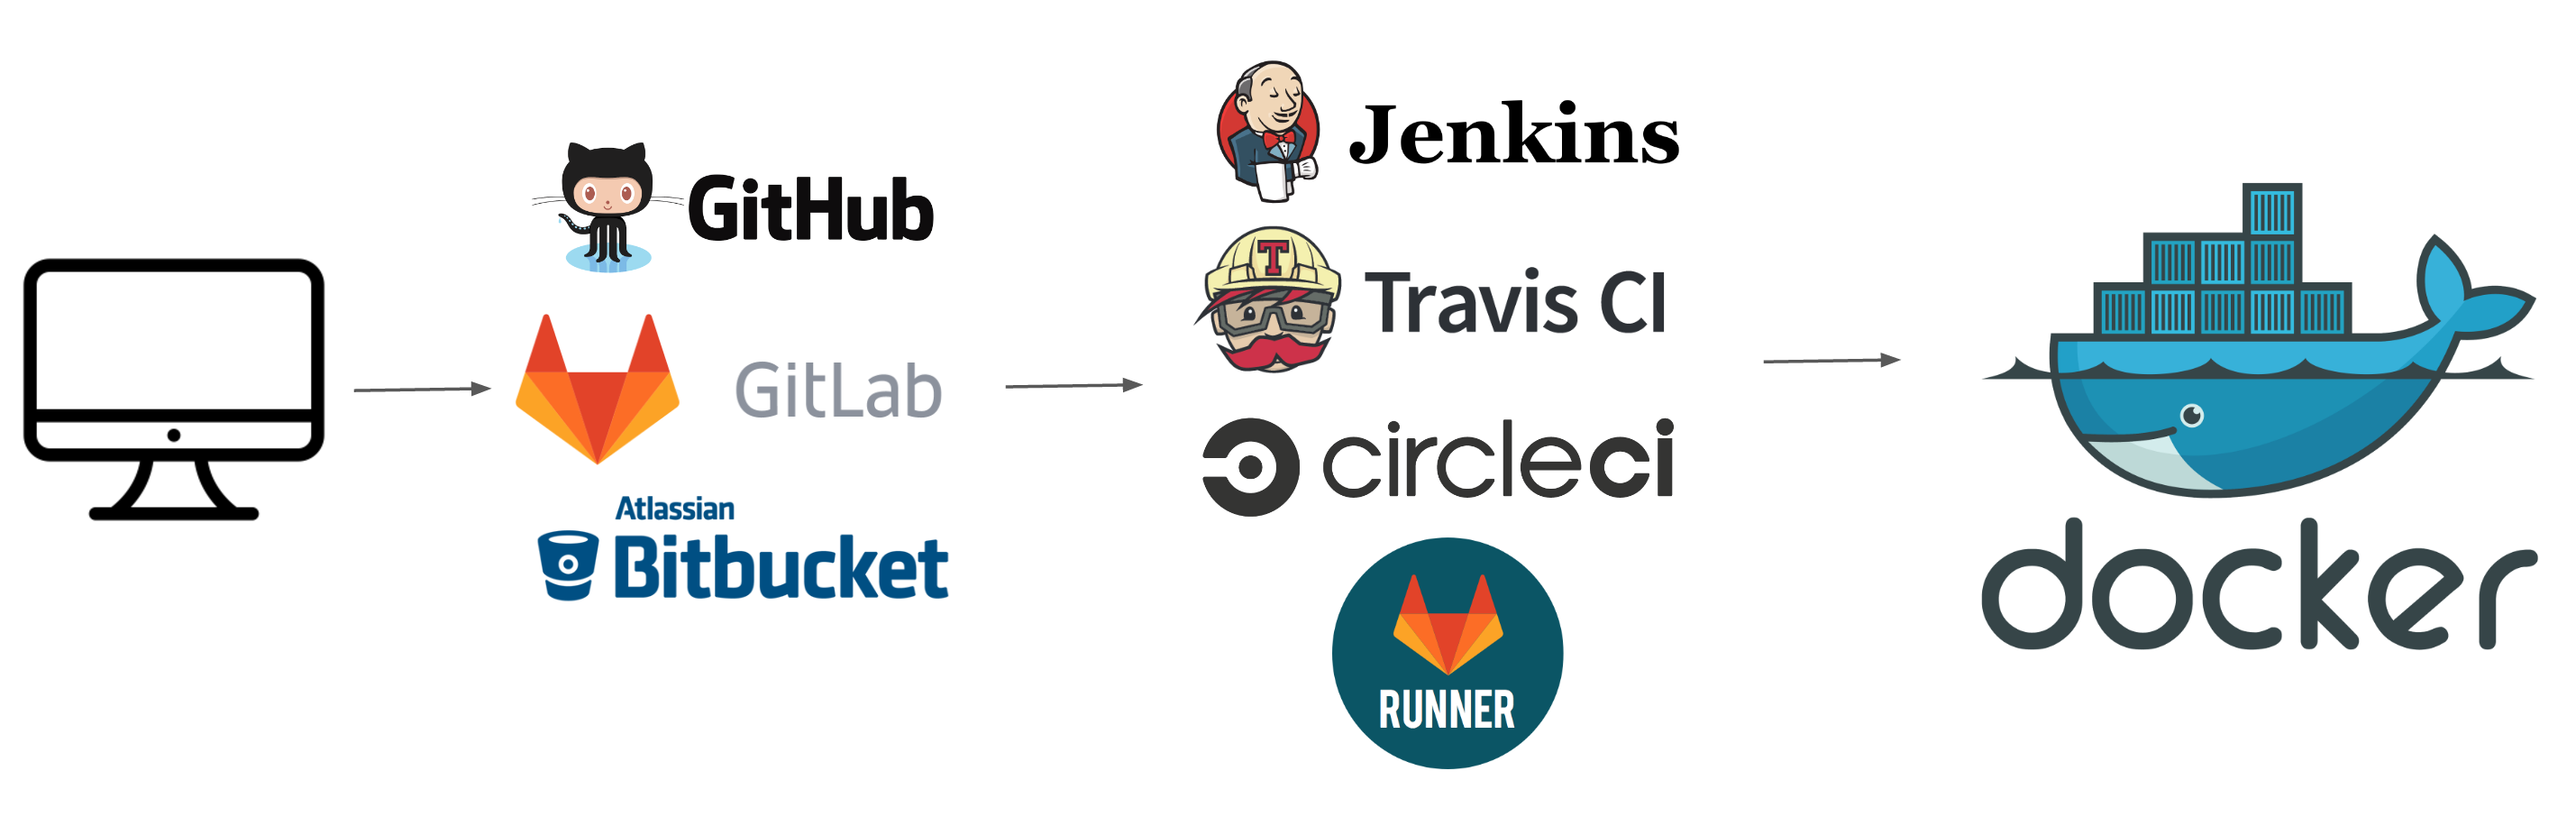 GitHub
GitLab
Atlassian
Bitbucket
Jenkins
T
Travis CI
circleci
RUNNER
docker